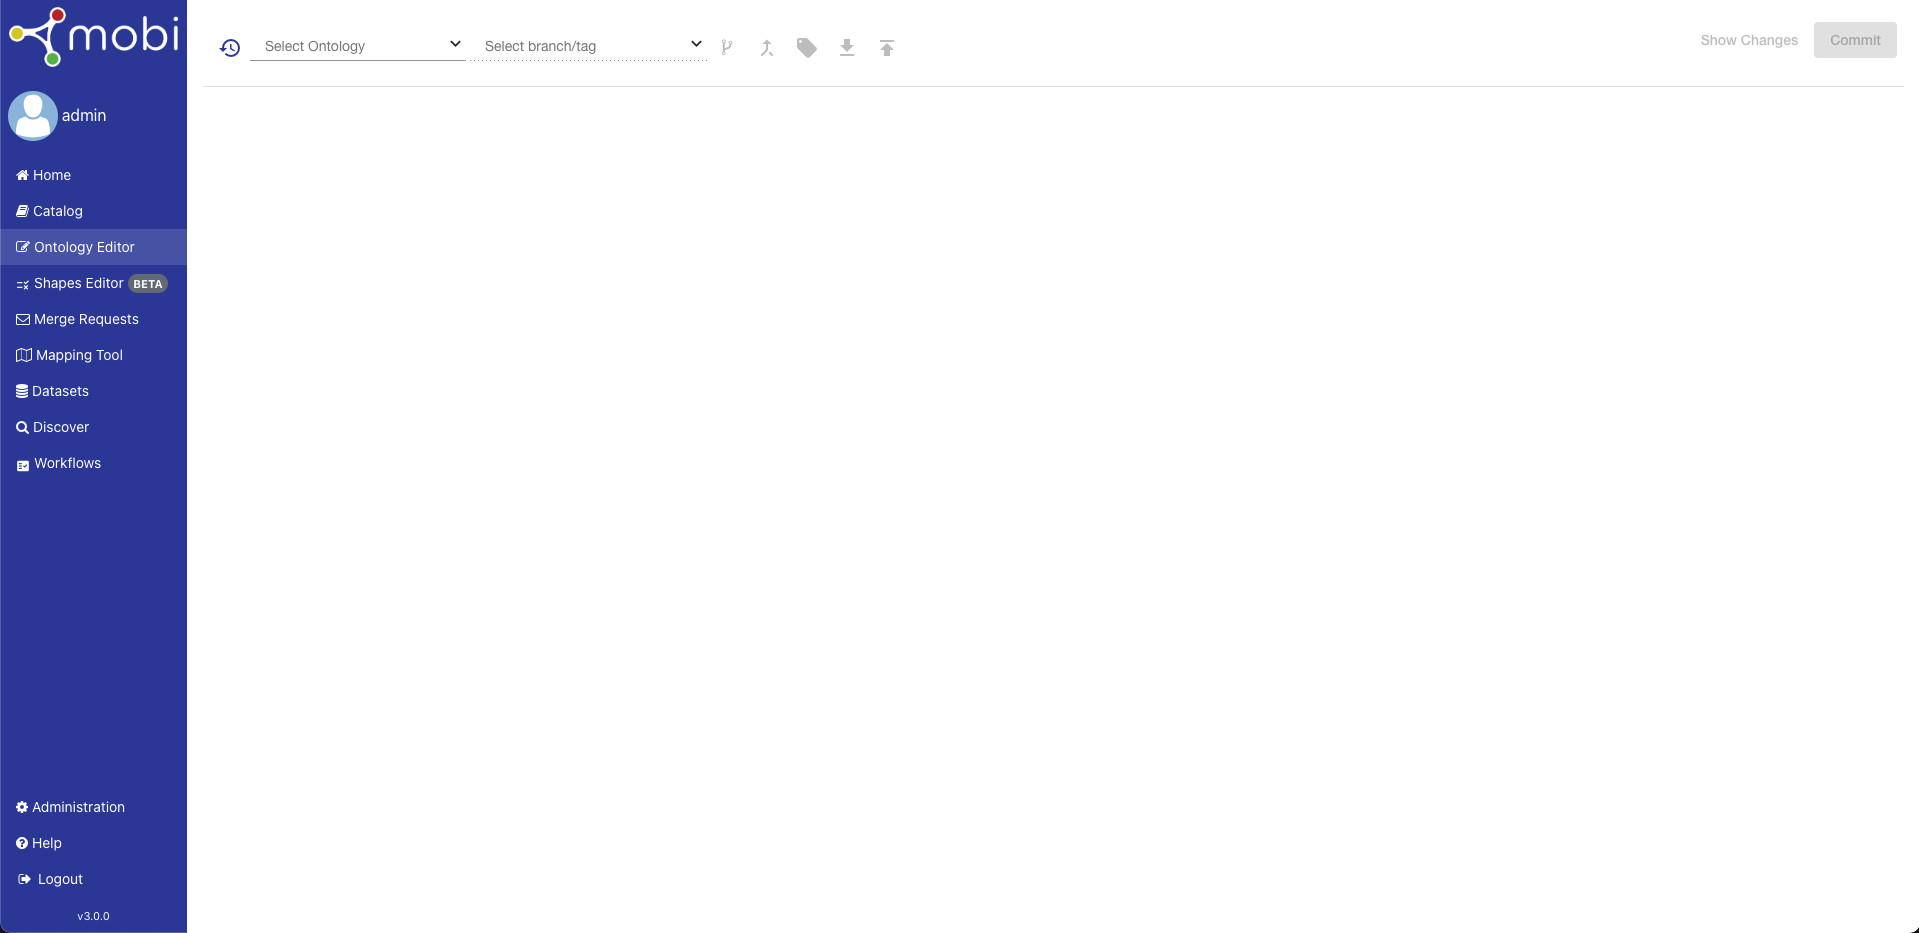 mobi
admin
Home
Catalog
Ontology Editor
Shapes Editor BETA
Merge Requests
Mapping Tool
Datasets
Discover
Workflows
Administration
Help
Logout
v3.0.0
Select Ontology
Select branch/tag
Show Changes
Commit